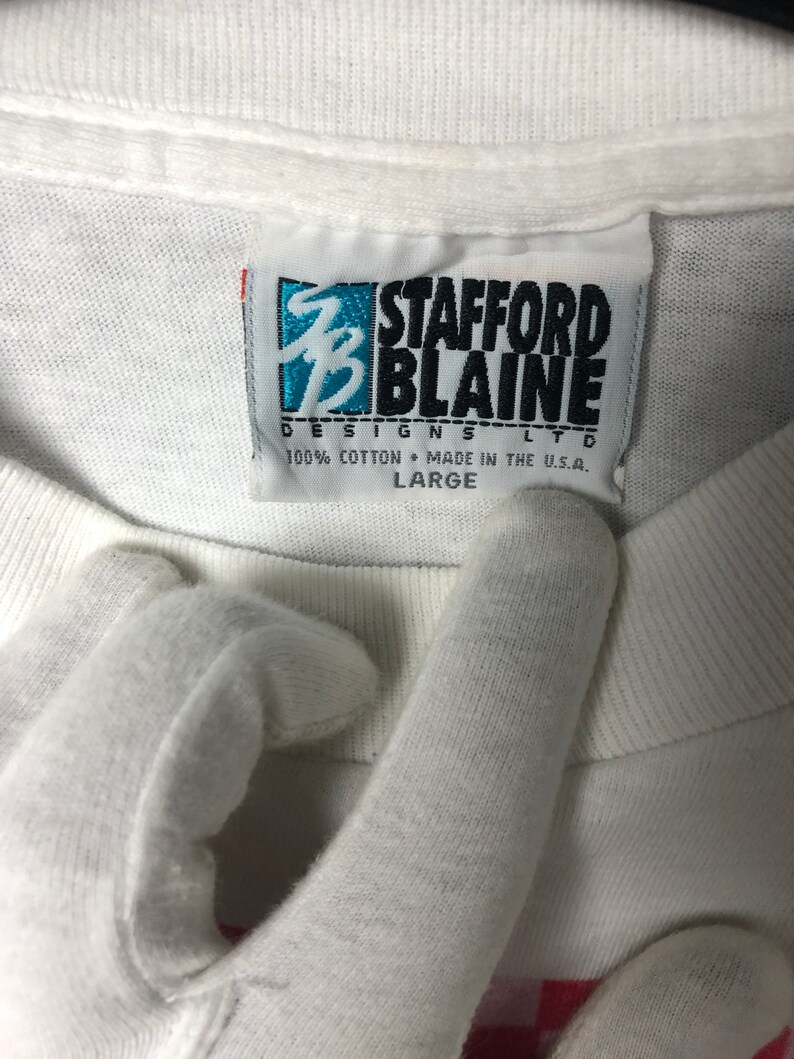 SB
STAFFORD
BLAINE
DESIGNS LTD
100% COTTON • MADE IN THE U.S.A.
LARGE